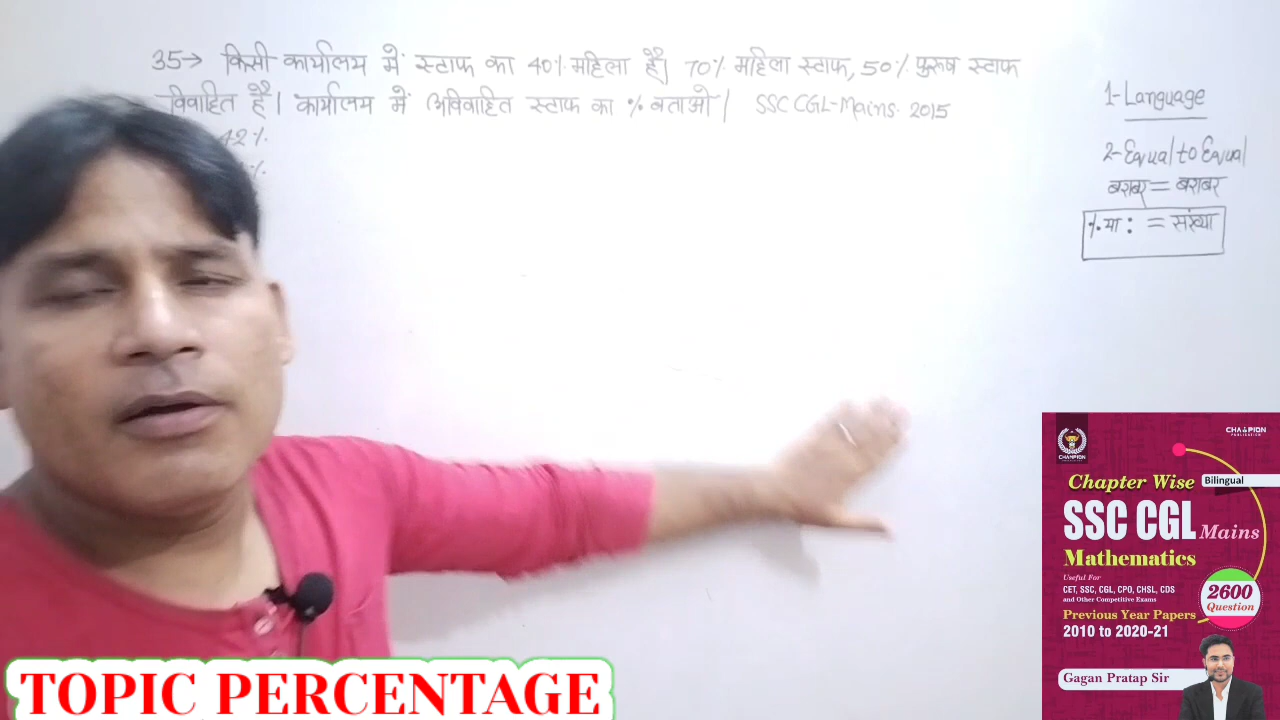 35→ किसी कार्यालय में स्टाफ का 40% महिला हैं। 70% महिला स्टाफ, 50% पुरुष स्टाफ
विवाहित हैं। कार्यालय में अविवाहित स्टाफ का % बताओ। SSC CGL-Mains. 2015
42%
%
1-Language
2-Equal to Equal
बराबर = बराबर
% या : = संख्या
CHAMPION
CHAMPION
PUBLICATION
Chapter Wise Bilingual
SSC CGL Mains
Mathematics
Useful For
CET, SSC, CGL, CPO, CHSL, CDS
and Other Competitive Exams
2600
Question
Previous Year Papers
2010 to 2020-21
Gagan Pratap Sir
TOPIC PERCENTAGE